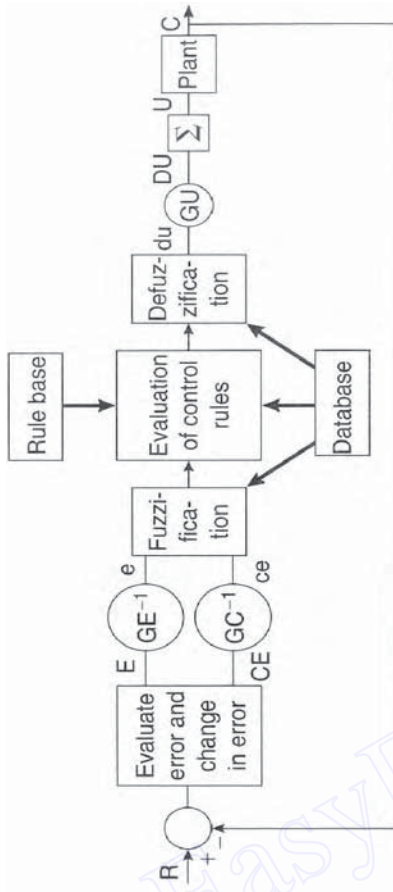 R
+
-
Evaluate
error and
change
in error
E
CE
GE⁻¹
GC⁻¹
e
ce
Fuzzi-
fica-
tion
Rule base
Evaluation
of control
rules
Database
Defuz-
zifica-
tion
du
GU
DU
Σ
U
Plant
C